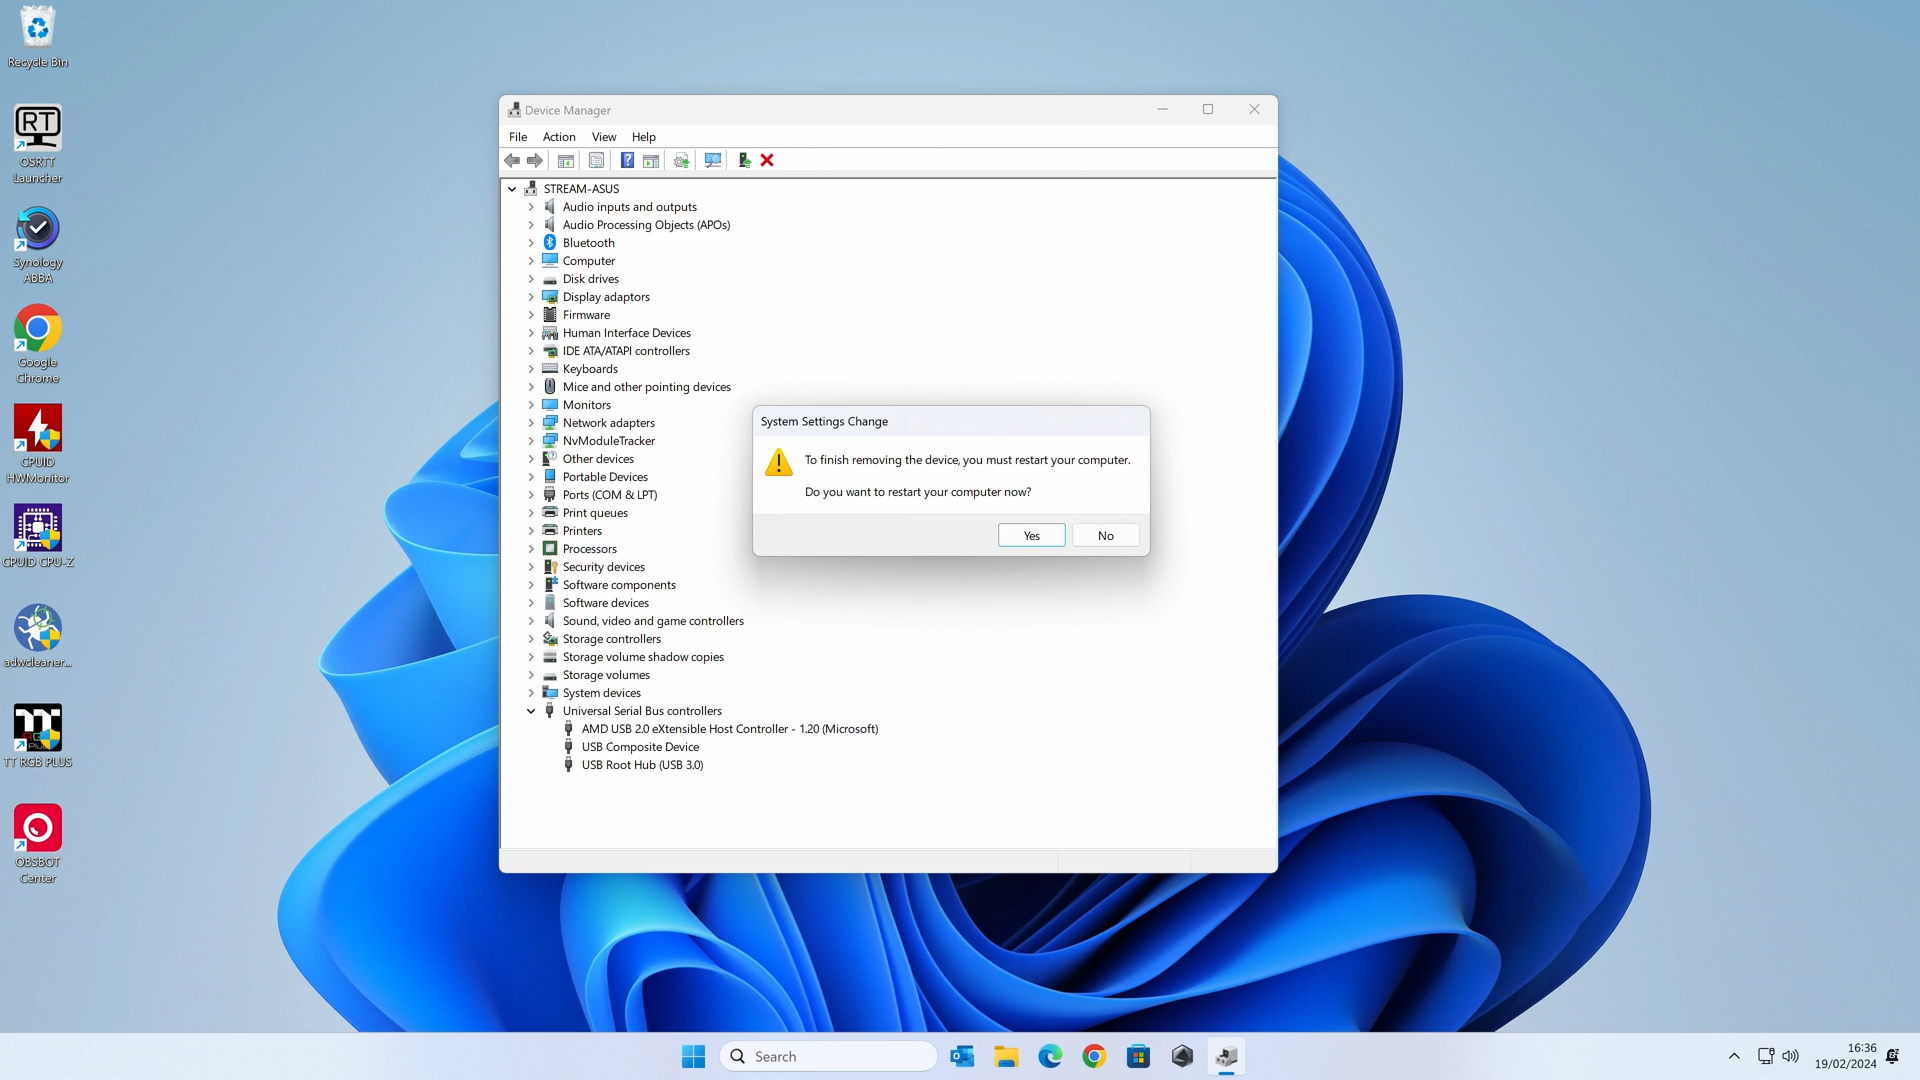 Recycle Bin
RT
OSRTT
Launcher
Synology
ABBA
Google
Chrome
CPUID
HWMonitor
CPUID CPU-Z
adwcleaner...
TT RGB PLUS
OBSBOT
Center
Device Manager
File Action View Help
STREAM-ASUS
Audio inputs and outputs
Audio Processing Objects (APOs)
Bluetooth
Computer
Disk drives
Display adaptors
Firmware
Human Interface Devices
IDE ATA/ATAPI controllers
Keyboards
Mice and other pointing devices
Monitors
Network adapters
NvModuleTracker
Other devices
Portable Devices
Ports (COM & LPT)
Print queues
Printers
Processors
Security devices
Software components
Software devices
Sound, video and game controllers
Storage controllers
Storage volume shadow copies
Storage volumes
System devices
Universal Serial Bus controllers
AMD USB 2.0 eXtensible Host Controller - 1.20 (Microsoft)
USB Composite Device
USB Root Hub (USB 3.0)
System Settings Change
To finish removing the device, you must restart your computer.
Do you want to restart your computer now?
Yes No
Search
16:36
19/02/2024